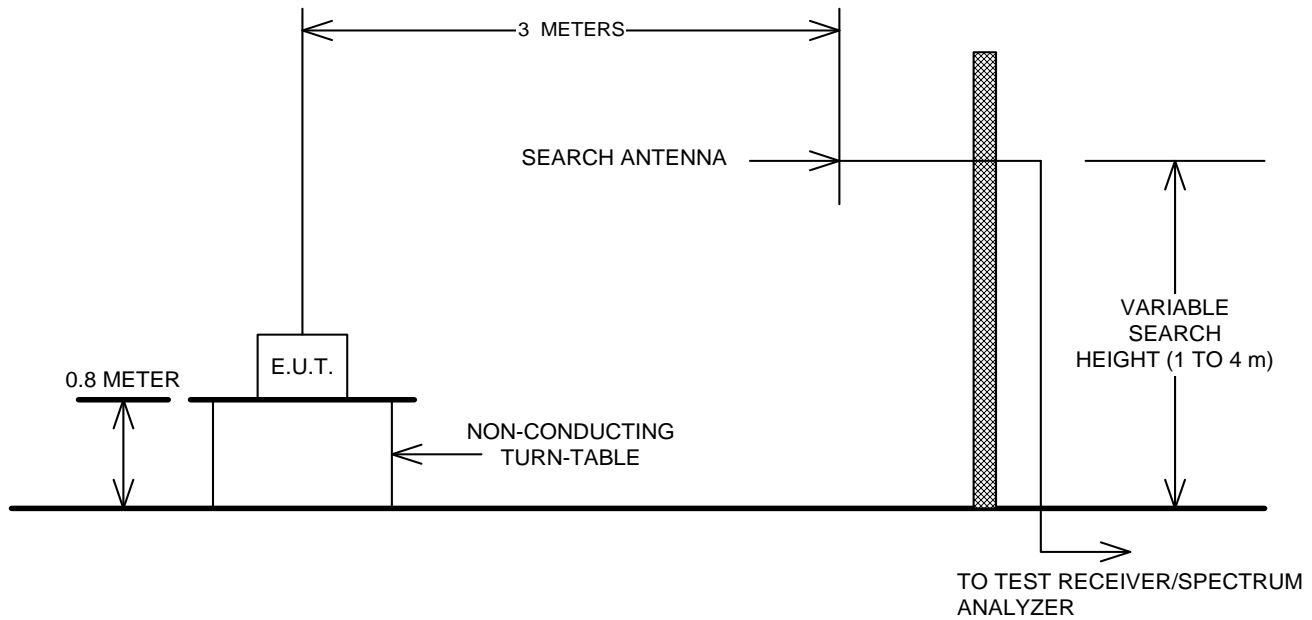 3 METERS
SEARCH ANTENNA
VARIABLE
SEARCH
HEIGHT (1 TO 4 m)
E.U.T.
0.8 METER
NON-CONDUCTING
TURN-TABLE
TO TEST RECEIVER/SPECTRUM
ANALYZER